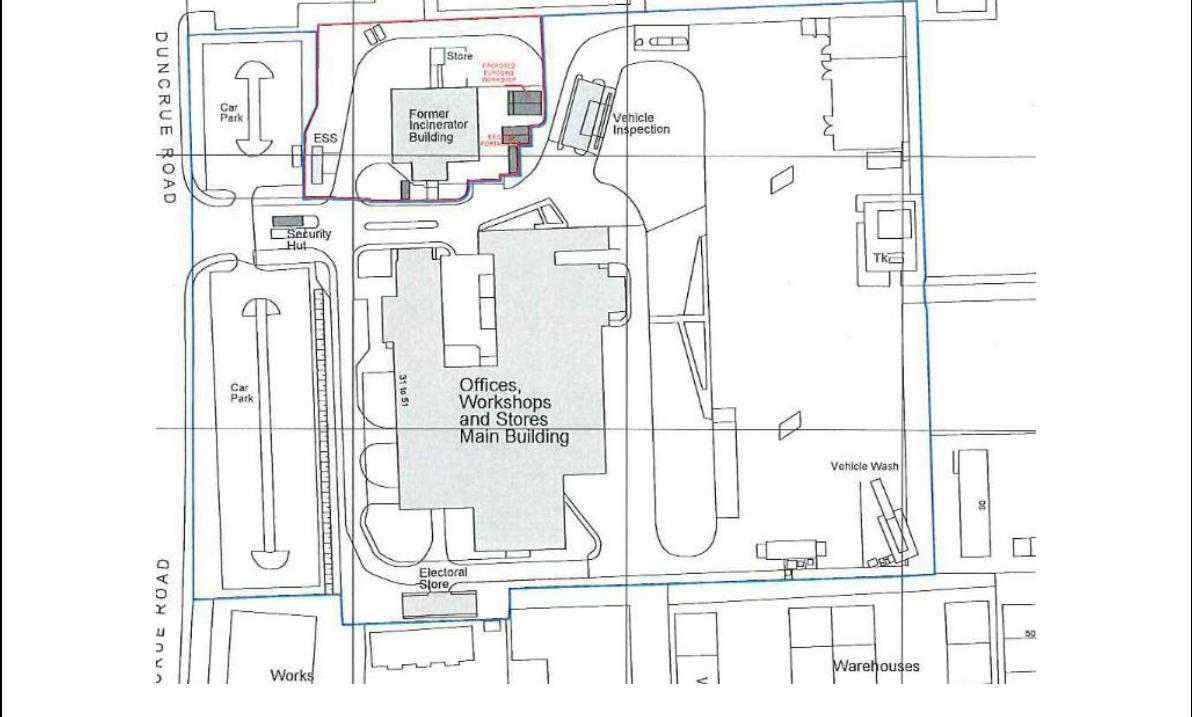 DUNCRUE ROAD
Car
Park
ESS
Store
PROPOSED
EUROBINS
WORKSHOP
Former
Incinerator
Building
Vehicle
Inspection
Security
Hut
Tk
Car
Park
31 to 51
Offices,
Workshops
and Stores
Main Building
Vehicle Wash
Electoral
Store
ROAD
Works
Warehouses
50